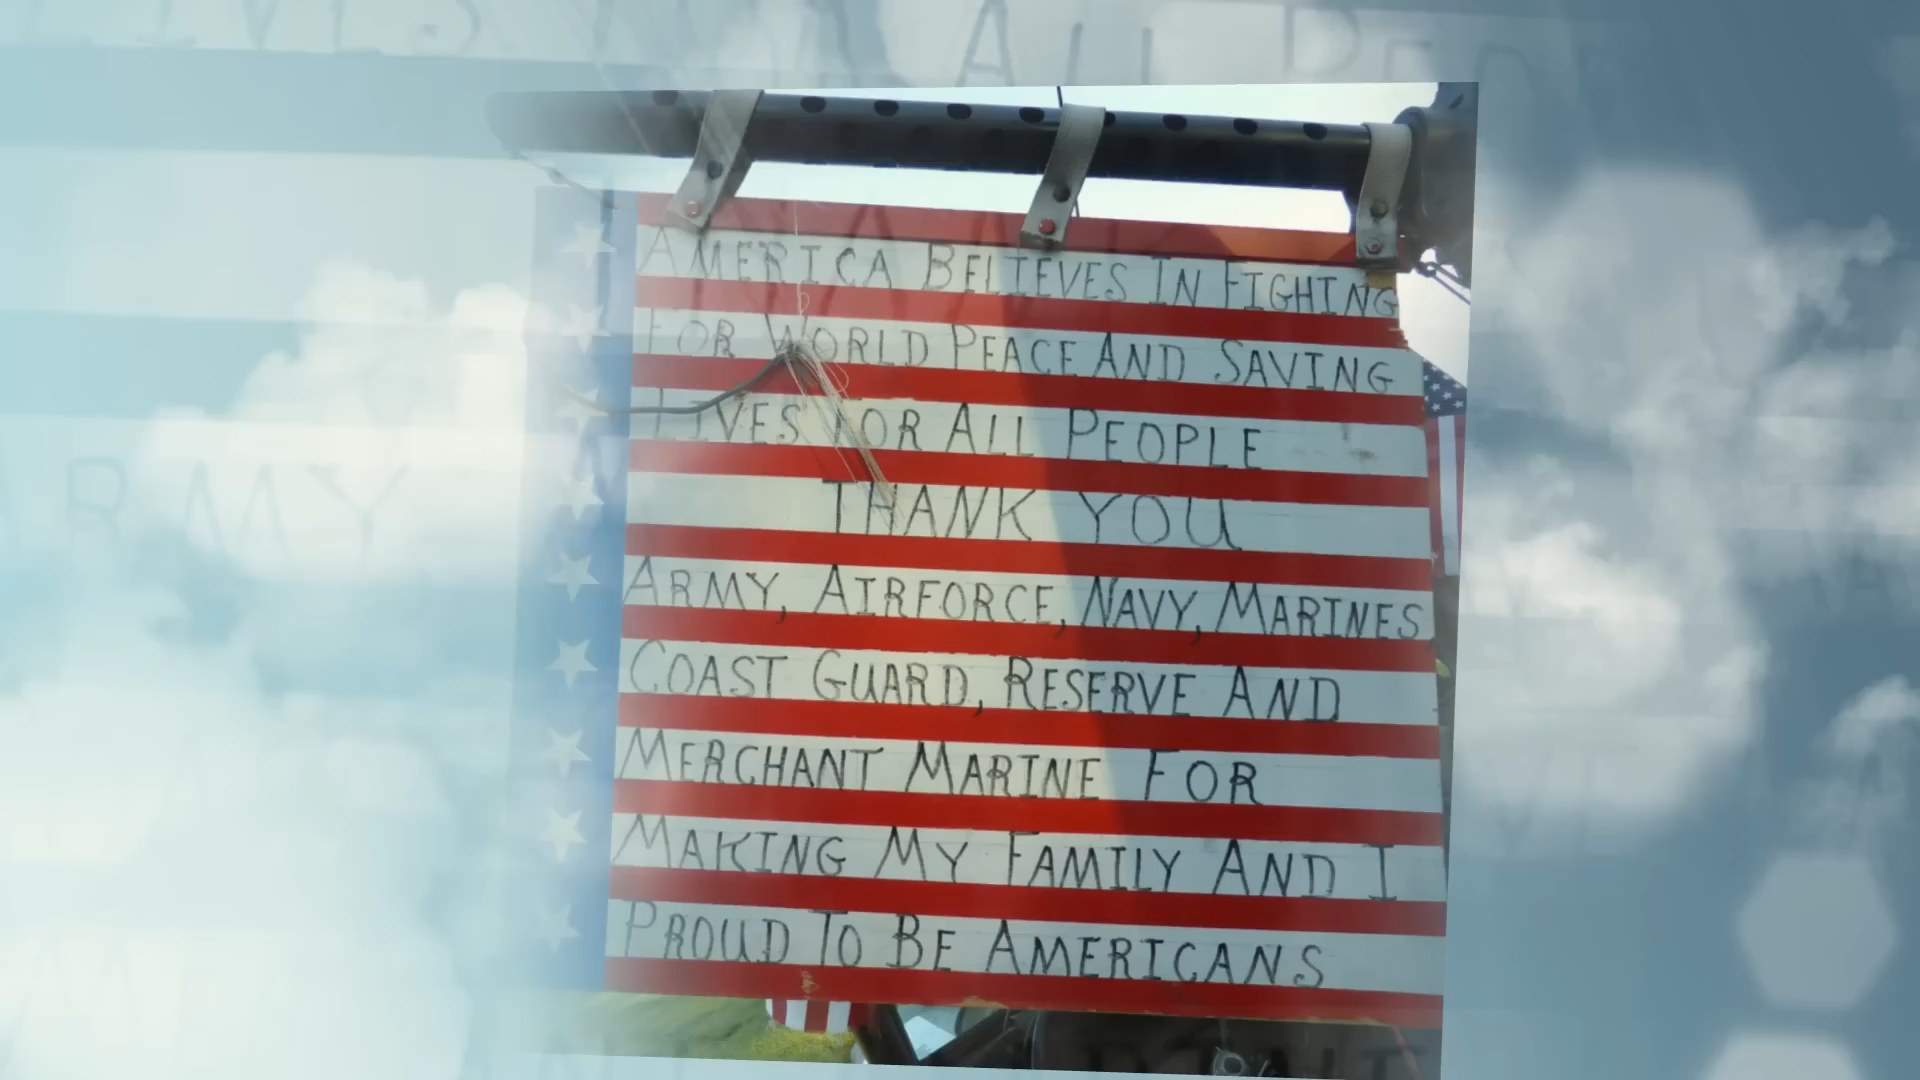 AMERICA BELIEVES IN FIGHING
FOR WORLD PEACE AND SAVING
LIVES FOR ALL PEOPLE
THANK YOU
ARMY, AIRFORCE, NAVY, MARINES,
COAST GUARD, RESERVE AND
MERCHANT MARINE FOR
MAKING MY FAMILY AND I
PROUD TO BE AMERICANS